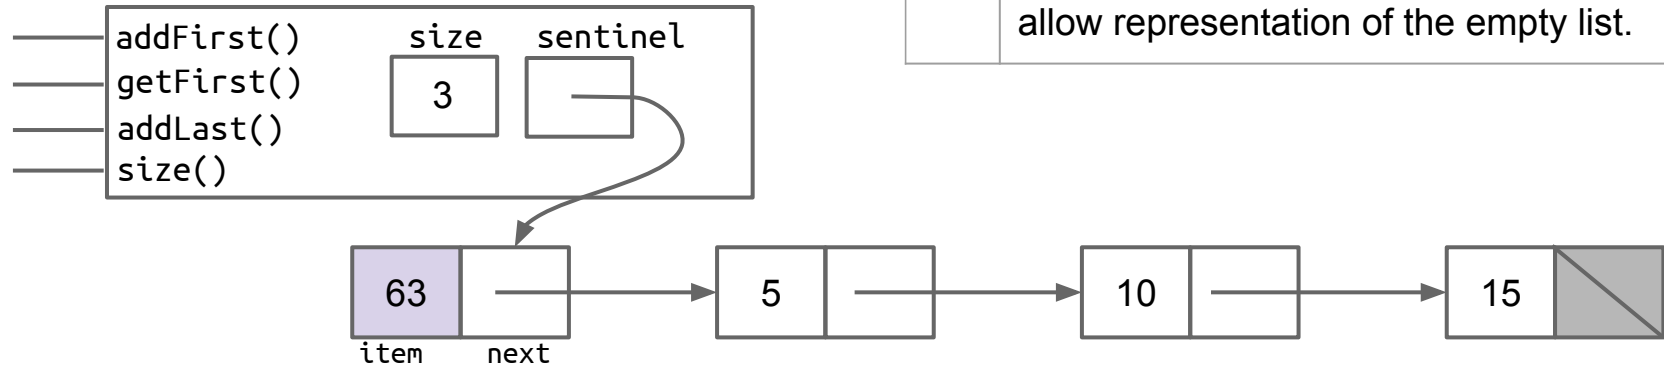 addFirst()
getFirst()
addLast()
size()
size
sentinel
3
allow representation of the empty list.
63
5
10
15
item
next